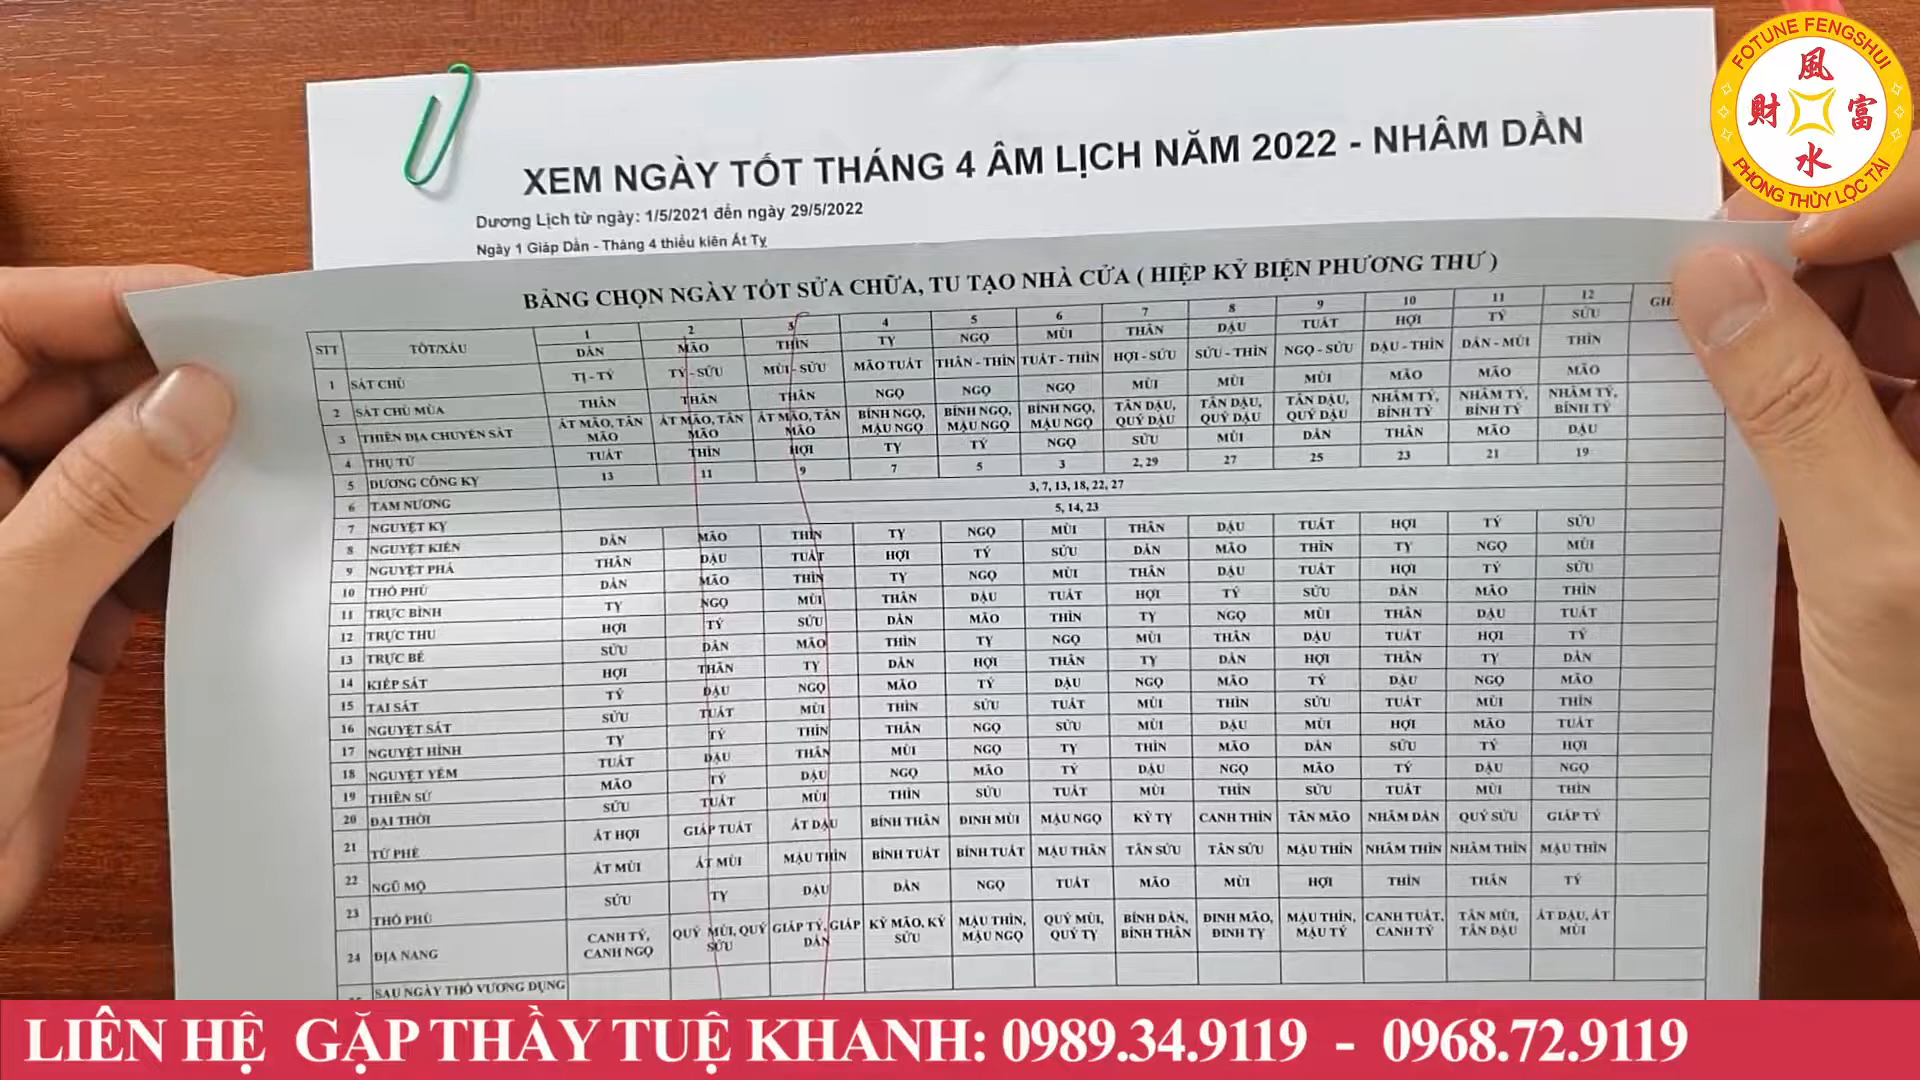 FOTUNE FENGSHUI
風
財 富
水
PHONG THỦY LỘC TÀI
XEM NGÀY TỐT THÁNG 4 ÂM LỊCH NĂM 2022 - NHÂM DẦN
Dương Lịch từ ngày: 1/5/2021 đến ngày 29/5/2022
Ngày 1 Giáp Dần - Tháng 4 thiếu kiên Ất Tỵ
BẢNG CHỌN NGÀY TỐT SỬA CHỮA, TU TẠO NHÀ CỬA ( HIỆP KỶ BIỆN PHƯƠNG THƯ )
STT TỐT/XẤU 1 2 3 4 5 6 7 8 9 10 11 12 GH
DẦN MÃO THÌN TỴ NGỌ MÙI THÂN DẬU TUẤT HỢI TÝ SỬU
1 SÁT CHỦ TỊ - TÝ TÝ - SỬU MÙI - SỬU MÃO TUẤT THÂN - THÌN TUẤT - THÌN HỢI - SỬU SỬU - THÌN NGỌ - SỬU DẬU - THÌN DẦN - MÙI THÌN
2 SÁT CHỦ MÙA THÂN THÂN THÂN NGỌ NGỌ NGỌ MÙI MÙI MÙI MÃO MÃO MÃO
3 THIÊN ĐỊA CHUYỂN SÁT ẤT MÃO, TÂN MÃO ẤT MÃO, TÂN MÃO ẤT MÃO, TÂN MÃO BÍNH NGỌ, MẬU NGỌ BÍNH NGỌ, MẬU NGỌ BÍNH NGỌ, MẬU NGỌ TÂN DẬU, QUÝ DẬU TÂN DẬU, QUÝ DẬU TÂN DẬU, QUÝ DẬU NHÂM TÝ, BÍNH TÝ NHÂM TÝ, BÍNH TÝ NHÂM TÝ, BÍNH TÝ
4 THỤ TỬ TUẤT THÌN HỢI TỴ TÝ NGỌ SỬU MÙI DẦN THÂN MÃO DẬU
5 DƯƠNG CÔNG KỴ 13 11 9 7 5 3 2, 29 27 25 23 21 19
6 TAM NƯƠNG 3, 7, 13, 18, 22, 27
7 NGUYỆT KỴ 5, 14, 23
8 NGUYỆT KIẾN DẦN MÃO THÌN TỴ NGỌ MÙI THÂN DẬU TUẤT HỢI TÝ SỬU
9 NGUYỆT PHÁ THÂN DẬU TUẤT HỢI TÝ SỬU DẦN MÃO THÌN TỴ NGỌ MÙI
10 THỔ PHỦ DẦN MÃO THÌN TỴ NGỌ MÙI THÂN DẬU TUẤT HỢI TÝ SỬU
11 TRỰC BÌNH TỴ NGỌ MÙI THÂN DẬU TUẤT HỢI TÝ SỬU DẦN MÃO THÌN
12 TRỰC THU HỢI TÝ SỬU DẦN MÃO THÌN TỴ NGỌ MÙI THÂN DẬU TUẤT
13 TRỰC BẾ SỬU DẦN MÃO THÌN TỴ NGỌ MÙI THÂN DẬU TUẤT HỢI TÝ
14 KIẾP SÁT HỢI THÂN TỴ DẦN HỢI THÂN TỴ DẦN HỢI THÂN TỴ DẦN
15 TAI SÁT TÝ DẬU NGỌ MÃO TÝ DẬU NGỌ MÃO TÝ DẬU NGỌ MÃO
16 NGUYỆT SÁT SỬU TUẤT MÙI THÌN SỬU TUẤT MÙI THÌN SỬU TUẤT MÙI THÌN
17 NGUYỆT HÌNH TỴ TÝ THÌN THÂN NGỌ SỬU MÙI DẬU MÙI HỢI MÃO TUẤT
18 NGUYỆT YẾM TUẤT DẬU THÂN MÙI NGỌ TỴ THÌN MÃO DẦN SỬU TÝ HỢI
19 THIÊN SỨ MÃO TÝ DẬU NGỌ MÃO TÝ DẬU NGỌ MÃO TÝ DẬU NGỌ
20 ĐẠI THỜI SỬU TUẤT MÙI THÌN SỬU TUẤT MÙI THÌN SỬU TUẤT MÙI THÌN
21 TỨ PHẾ ẤT HỢI GIÁP TUẤT ẤT DẬU BÍNH THÂN ĐINH MÙI MẬU NGỌ KỶ TỴ CANH THÌN TÂN MÃO NHÂM DẦN QUÝ SỬU GIÁP TÝ
22 NGŨ MỘ ẤT MÙI ẤT MÙI MẬU THÌN BÍNH TUẤT BÍNH TUẤT MẬU THÂN TÂN SỬU TÂN SỬU MẬU THÌN NHÂM THÌN NHÂM THÌN MẬU THÌN
23 THỔ PHÙ SỬU TỴ DẬU DẦN NGỌ TUẤT MÃO MÙI HỢI THÌN THÂN TÝ
24 ĐỊA NANG CANH TÝ, CANH NGỌ QUÝ MÙI, QUÝ SỬU GIÁP TÝ, GIÁP DẦN KỶ MÃO, KỶ SỬU MẬU THÌN, MẬU NGỌ QUÝ MÙI, QUÝ TỴ BÍNH DẦN, BÍNH THÂN ĐINH MÃO, ĐINH TỴ MẬU THÌN, MẬU TÝ CANH TUẤT, CANH TÝ TÂN MÙI, TÂN DẬU ẤT DẬU, ẤT MÙI
SAU NGÀY THỔ VƯƠNG DỤNG
LIÊN HỆ GẶP THẦY TUỆ KHANH: 0989.34.9119 - 0968.72.9119